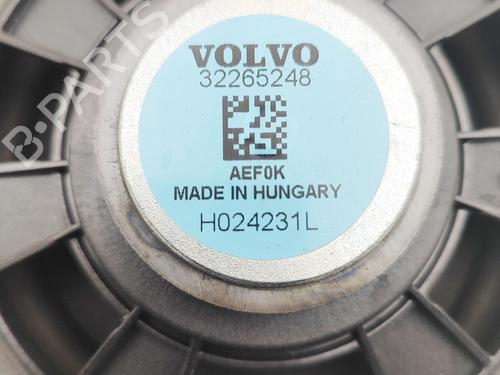 B-PARTS
VOLVO
32265248
AEF0K
MADE IN HUNGARY
H024231L